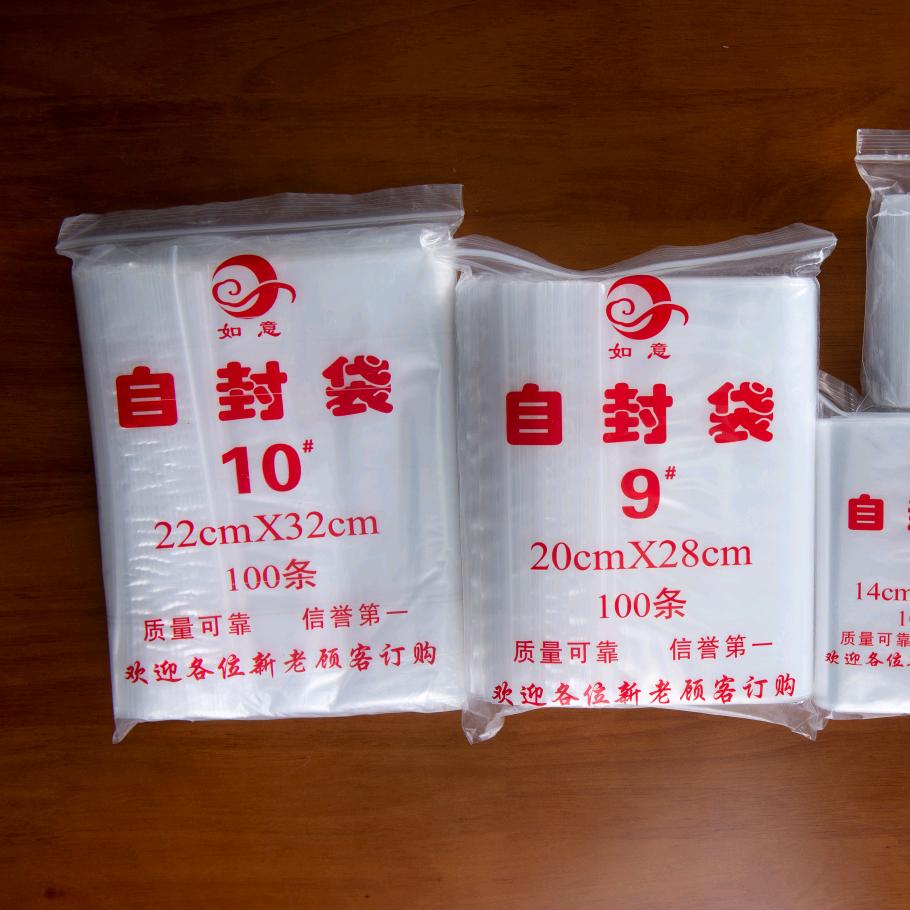 如意
自封袋
10#
22cmX32cm
100条
质量可靠 信誉第一
欢迎各位新老顾客订购
如意
自封袋
9#
20cmX28cm
100条
质量可靠 信誉第一
欢迎各位新老顾客订购
自
14cm
质量可靠
欢迎各位